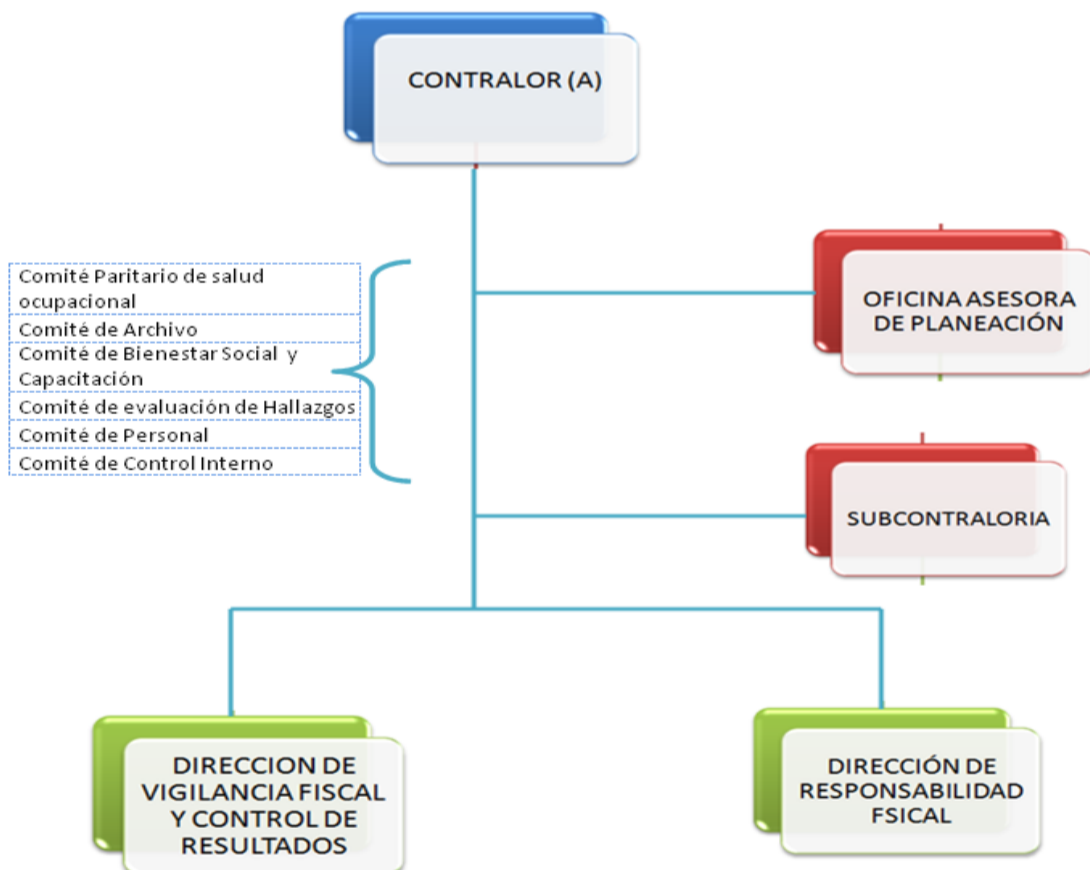 CONTRALOR (A)
Comité Paritario de salud
ocupacional
Comité de Archivo
Comité de Bienestar Social y
Capacitación
Comité de evaluación de Hallazgos
Comité de Personal
Comité de Control Interno
OFICINA ASESORA
DE PLANEACIÓN
SUBCONTRALORIA
DIRECCION DE
VIGILANCIA FISCAL
Y CONTROL DE
RESULTADOS
DIRECCIÓN DE
RESPONSABILIDAD
FSICAL